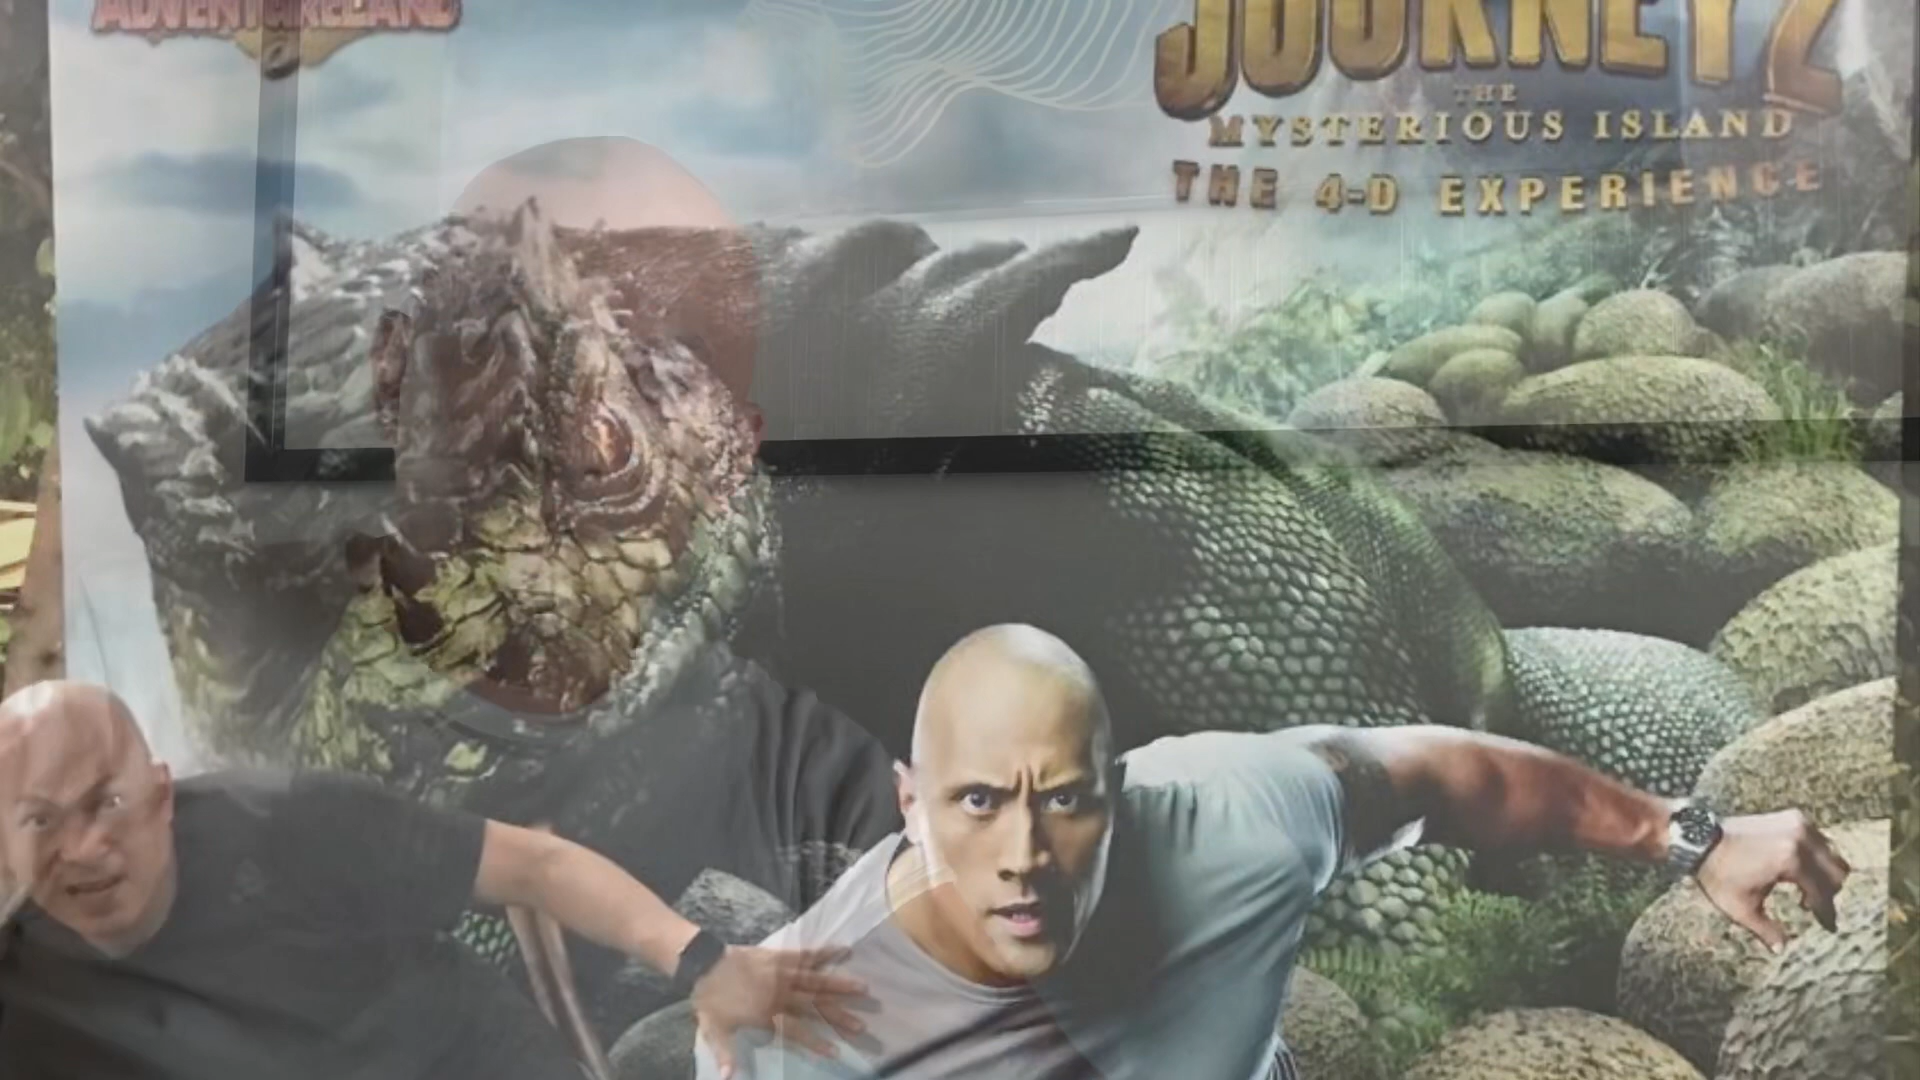 ADVENTURELAND
JOURNEY 2
THE
MYSTERIOUS ISLAND
THE 4-D EXPERIENCE